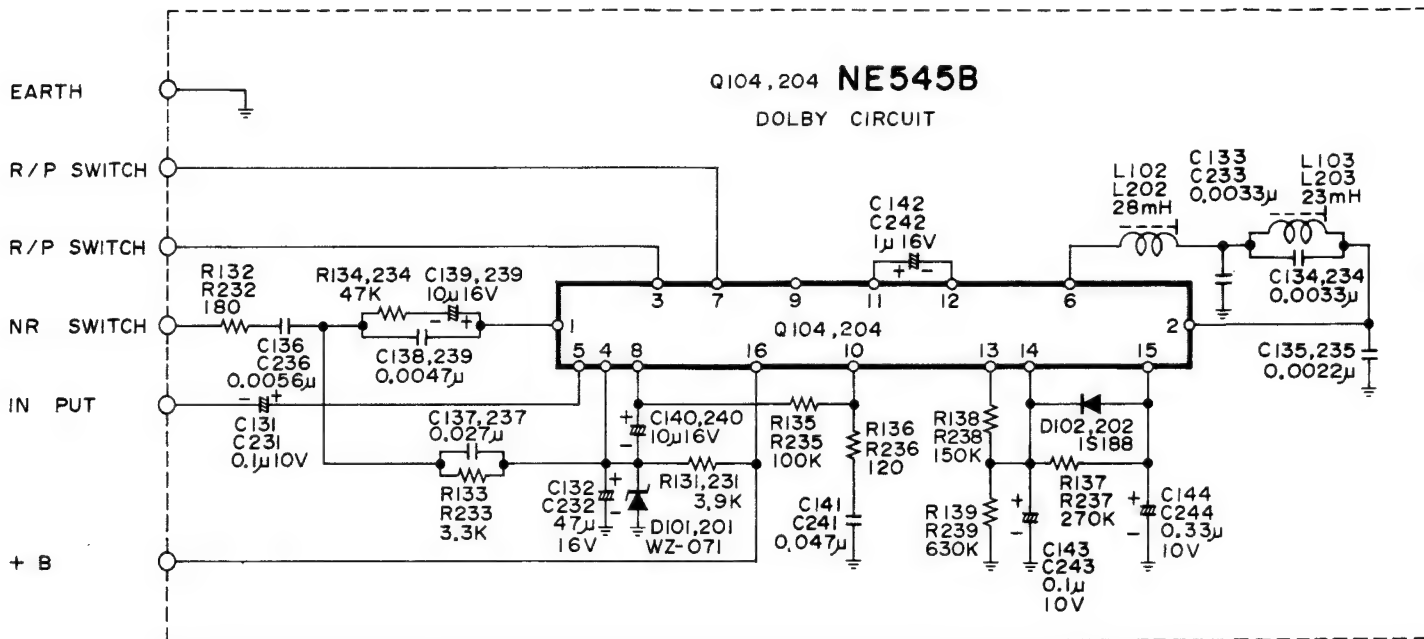 Q104,204 NE545B
DOLBY CIRCUIT
EARTH
R/P SWITCH
R/P SWITCH
NR SWITCH
IN PUT
+ B
R132
R232
180
C136
C236
0.0056μ
- +
C131
C231
0.1μ10V
R134,234
47K
C139,239
10μ16V
- +
C138,239
0.0047μ
C137,237
0.027μ
R133
R233
3.3K
C142
C242
1μ16V
+ -
L102
L202
28mH
C133
C233
0.0033μ
L103
L203
23mH
C134,234
0.0033μ
C135,235
0.0022μ
3 7 9 11 12 6
1 Q104,204 2
5 4 8 16 10 13 14 15
+
C140,240
10μ16V
-
C132
C232
47μ
16V
+
-
R131,231
3.9K
D101,201
WZ-071
R135
R235
100K
R136
R236
120
C141
C241
0.047μ
R138
R238
150K
R139
R239
630K
D102,202
1S188
R137
R237
270K
+
-
C143
C243
0.1μ
10V
+
-
C144
C244
0.33μ
10V